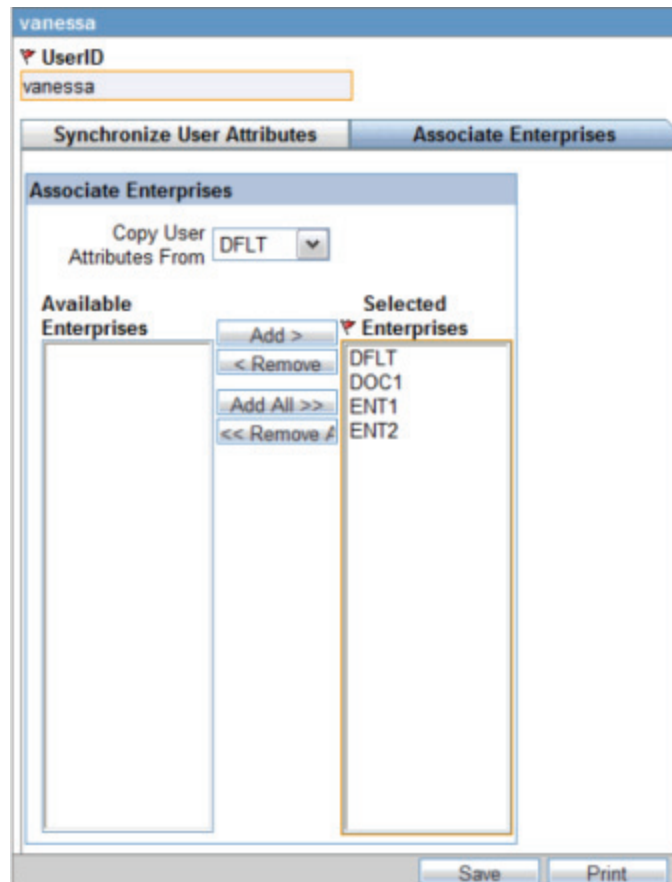 vanessa
UserID
vanessa
Synchronize User Attributes
Associate Enterprises
Associate Enterprises
Copy User
Attributes From
DFLT
Available
Enterprises
Add >
< Remove
Add All >>
<< Remove A
Selected
Enterprises
DFLT
DOC1
ENT1
ENT2
Save
Print